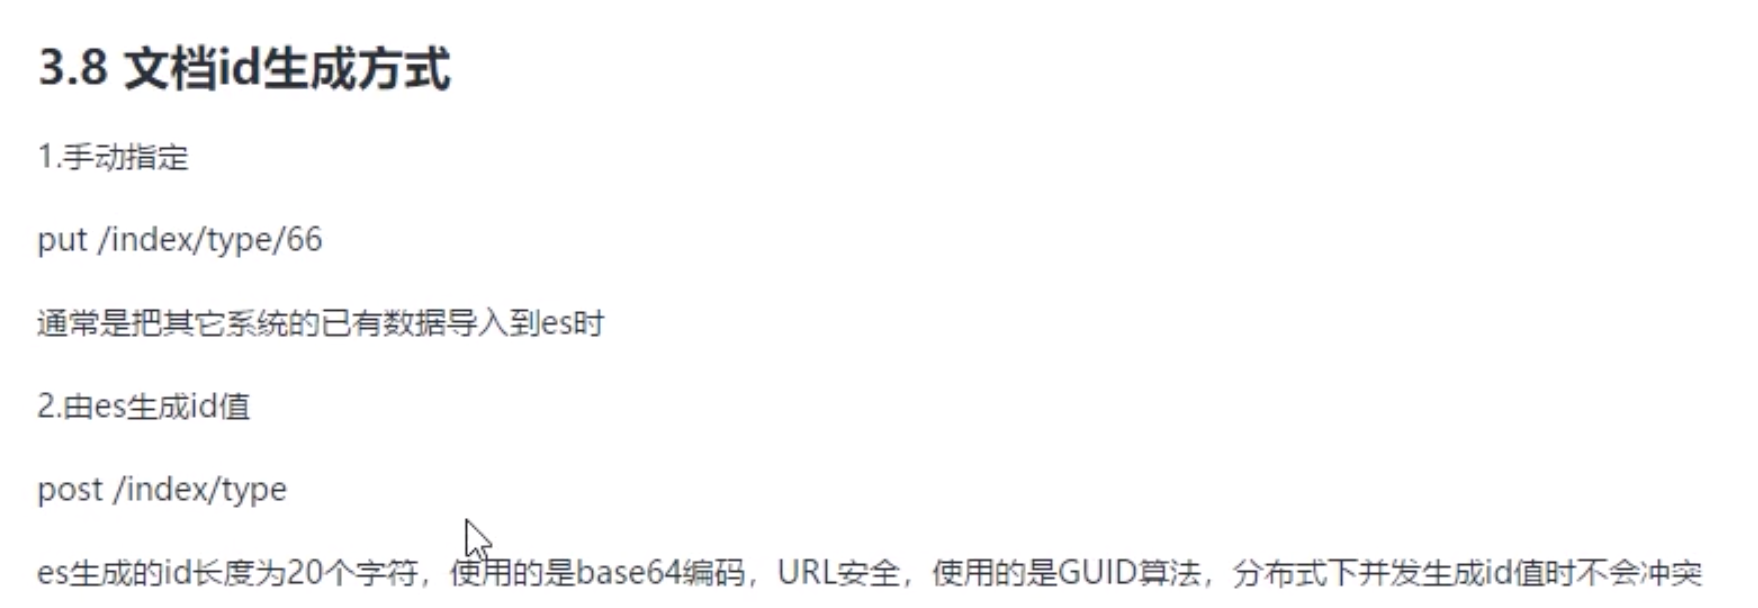 3.8 文档id生成方式
1.手动指定
put /index/type/66
通常是把其它系统的已有数据导入到es时
2.由es生成id值
post /index/type
es生成的id长度为20个字符，使用的是base64编码，URL安全，使用的是GUID算法，分布式下并发生成id值时不会冲突